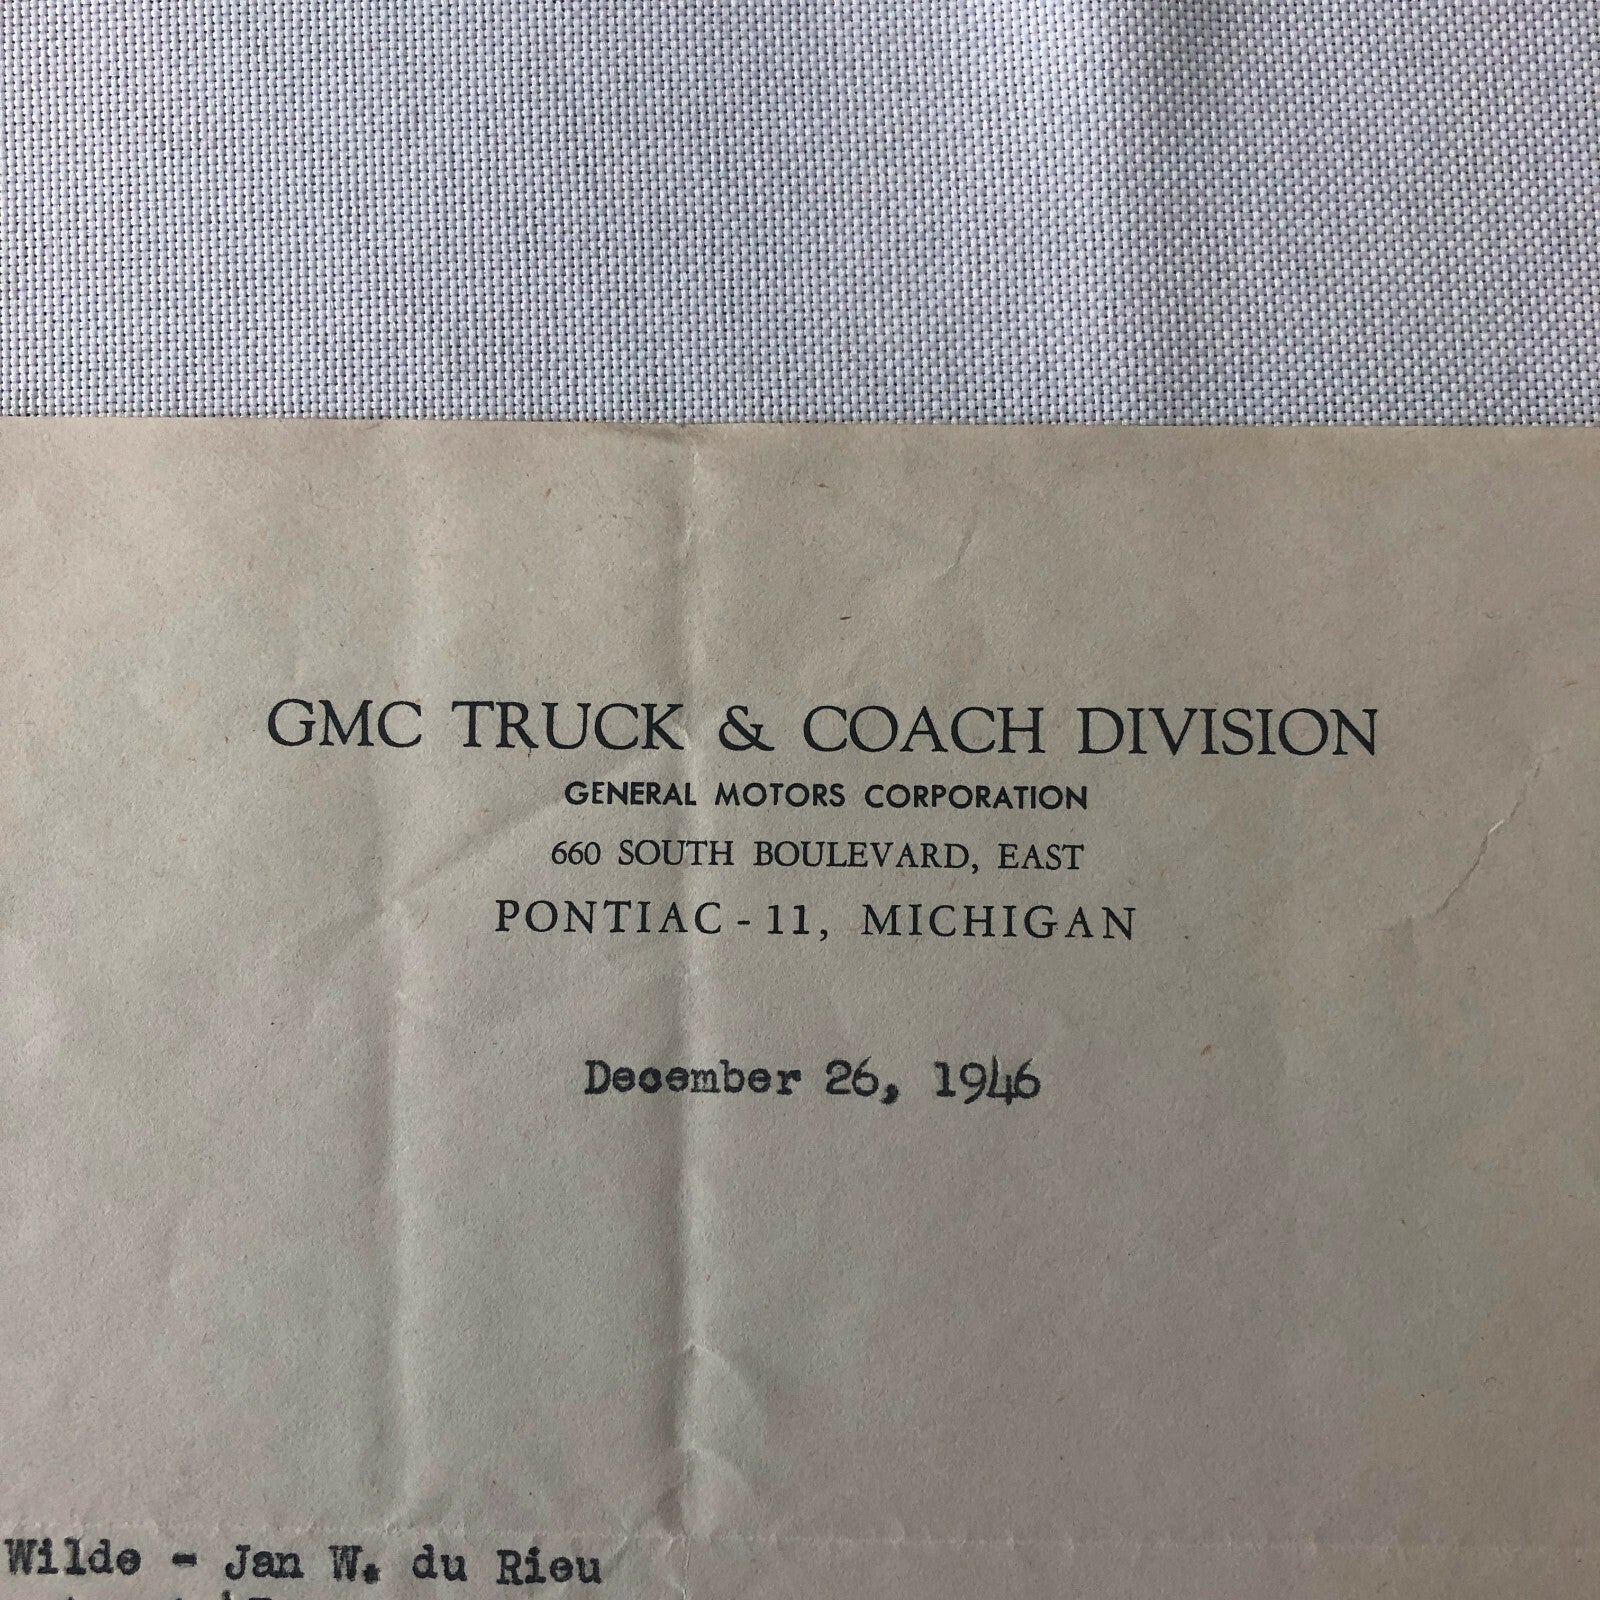 GMC TRUCK & COACH DIVISION
GENERAL MOTORS CORPORATION
660 SOUTH BOULEVARD, EAST
PONTIAC - 11, MICHIGAN
December 26, 1946
Wilde - Jan W. du Rieu